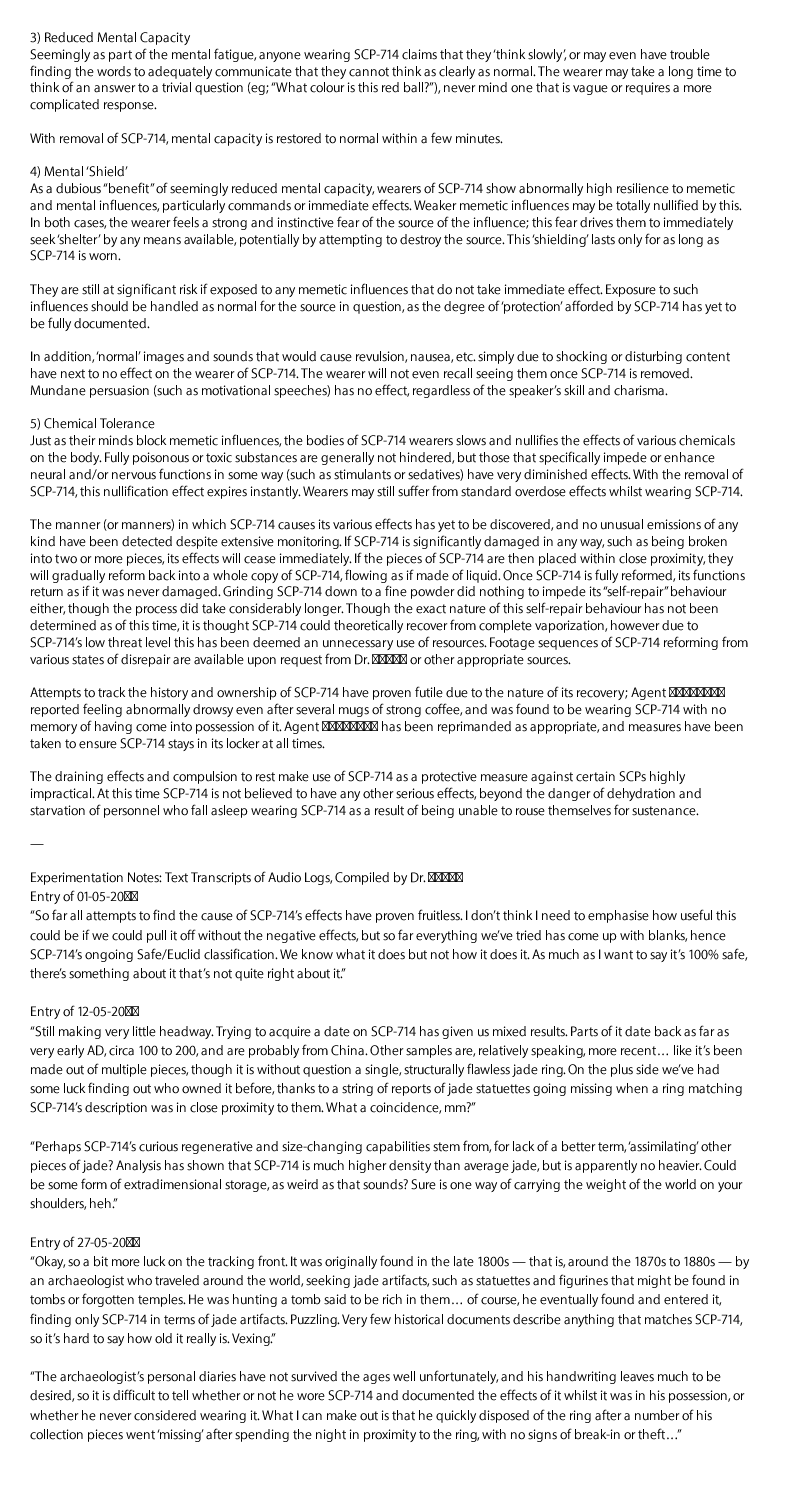 3) Reduced Mental Capacity
Seemingly as part of the mental fatigue, anyone wearing SCP-714 claims that they ‘think slowly’, or may even have trouble
finding the words to adequately communicate that they cannot think as clearly as normal. The wearer may take a long time to
think of an answer to a trivial question (eg; “What colour is this red ball?”), never mind one that is vague or requires a more
complicated response.
With removal of SCP-714, mental capacity is restored to normal within a few minutes.
4) Mental ‘Shield’
As a dubious “benefit” of seemingly reduced mental capacity, wearers of SCP-714 show abnormally high resilience to memetic
and mental influences, particularly commands or immediate effects. Weaker memetic influences may be totally nullified by this.
In both cases, the wearer feels a strong and instinctive fear of the source of the influence; this fear drives them to immediately
seek ‘shelter’ by any means available, potentially by attempting to destroy the source. This ‘shielding’ lasts only for as long as
SCP-714 is worn.
They are still at significant risk if exposed to any memetic influences that do not take immediate effect. Exposure to such
influences should be handled as normal for the source in question, as the degree of ‘protection’ afforded by SCP-714 has yet to
be fully documented.
In addition, ‘normal’ images and sounds that would cause revulsion, nausea, etc. simply due to shocking or disturbing content
have next to no effect on the wearer of SCP-714. The wearer will not even recall seeing them once SCP-714 is removed.
Mundane persuasion (such as motivational speeches) has no effect, regardless of the speaker’s skill and charisma.
5) Chemical Tolerance
Just as their minds block memetic influences, the bodies of SCP-714 wearers slows and nullifies the effects of various chemicals
on the body. Fully poisonous or toxic substances are generally not hindered, but those that specifically impede or enhance
neural and/or nervous functions in some way (such as stimulants or sedatives) have very diminished effects. With the removal of
SCP-714, this nullification effect expires instantly. Wearers may still suffer from standard overdose effects whilst wearing SCP-714.
The manner (or manners) in which SCP-714 causes its various effects has yet to be discovered, and no unusual emissions of any
kind have been detected despite extensive monitoring. If SCP-714 is significantly damaged in any way, such as being broken
into two or more pieces, its effects will cease immediately. If the pieces of SCP-714 are then placed within close proximity, they
will gradually reform back into a whole copy of SCP-714, flowing as if made of liquid. Once SCP-714 is fully reformed, its functions
return as if it was never damaged. Grinding SCP-714 down to a fine powder did nothing to impede its “self-repair” behaviour
either, though the process did take considerably longer. Though the exact nature of this self-repair behaviour has not been
determined as of this time, it is thought SCP-714 could theoretically recover from complete vaporization, however due to
SCP-714’s low threat level this has been deemed an unnecessary use of resources. Footage sequences of SCP-714 reforming from
various states of disrepair are available upon request from Dr. or other appropriate sources.
Attempts to track the history and ownership of SCP-714 have proven futile due to the nature of its recovery; Agent
reported feeling abnormally drowsy even after several mugs of strong coffee, and was found to be wearing SCP-714 with no
memory of having come into possession of it. Agent has been reprimanded as appropriate, and measures have been
taken to ensure SCP-714 stays in its locker at all times.
The draining effects and compulsion to rest make use of SCP-714 as a protective measure against certain SCPs highly
impractical. At this time SCP-714 is not believed to have any other serious effects, beyond the danger of dehydration and
starvation of personnel who fall asleep wearing SCP-714 as a result of being unable to rouse themselves for sustenance.
—
Experimentation Notes: Text Transcripts of Audio Logs, Compiled by Dr.
Entry of 01-05-20
“So far all attempts to find the cause of SCP-714’s effects have proven fruitless. I don’t think I need to emphasise how useful this
could be if we could pull it off without the negative effects, but so far everything we’ve tried has come up with blanks, hence
SCP-714’s ongoing Safe/Euclid classification. We know what it does but not how it does it. As much as I want to say it’s 100% safe,
there’s something about it that’s not quite right about it.”
Entry of 12-05-20
“Still making very little headway. Trying to acquire a date on SCP-714 has given us mixed results. Parts of it date back as far as
very early AD, circa 100 to 200, and are probably from China. Other samples are, relatively speaking, more recent… like it’s been
made out of multiple pieces, though it is without question a single, structurally flawless jade ring. On the plus side we’ve had
some luck finding out who owned it before, thanks to a string of reports of jade statuettes going missing when a ring matching
SCP-714’s description was in close proximity to them. What a coincidence, mm?”
“Perhaps SCP-714’s curious regenerative and size-changing capabilities stem from, for lack of a better term, ‘assimilating’ other
pieces of jade? Analysis has shown that SCP-714 is much higher density than average jade, but is apparently no heavier. Could
be some form of extradimensional storage, as weird as that sounds? Sure is one way of carrying the weight of the world on your
shoulders, heh.”
Entry of 27-05-20
“Okay, so a bit more luck on the tracking front. It was originally found in the late 1800s — that is, around the 1870s to 1880s — by
an archaeologist who traveled around the world, seeking jade artifacts, such as statuettes and figurines that might be found in
tombs or forgotten temples. He was hunting a tomb said to be rich in them… of course, he eventually found and entered it,
finding only SCP-714 in terms of jade artifacts. Puzzling. Very few historical documents describe anything that matches SCP-714,
so it’s hard to say how old it really is. Vexing.”
“The archaeologist’s personal diaries have not survived the ages well unfortunately, and his handwriting leaves much to be
desired, so it is difficult to tell whether or not he wore SCP-714 and documented the effects of it whilst it was in his possession, or
whether he never considered wearing it. What I can make out is that he quickly disposed of the ring after a number of his
collection pieces went ‘missing’ after spending the night in proximity to the ring, with no signs of break-in or theft…”